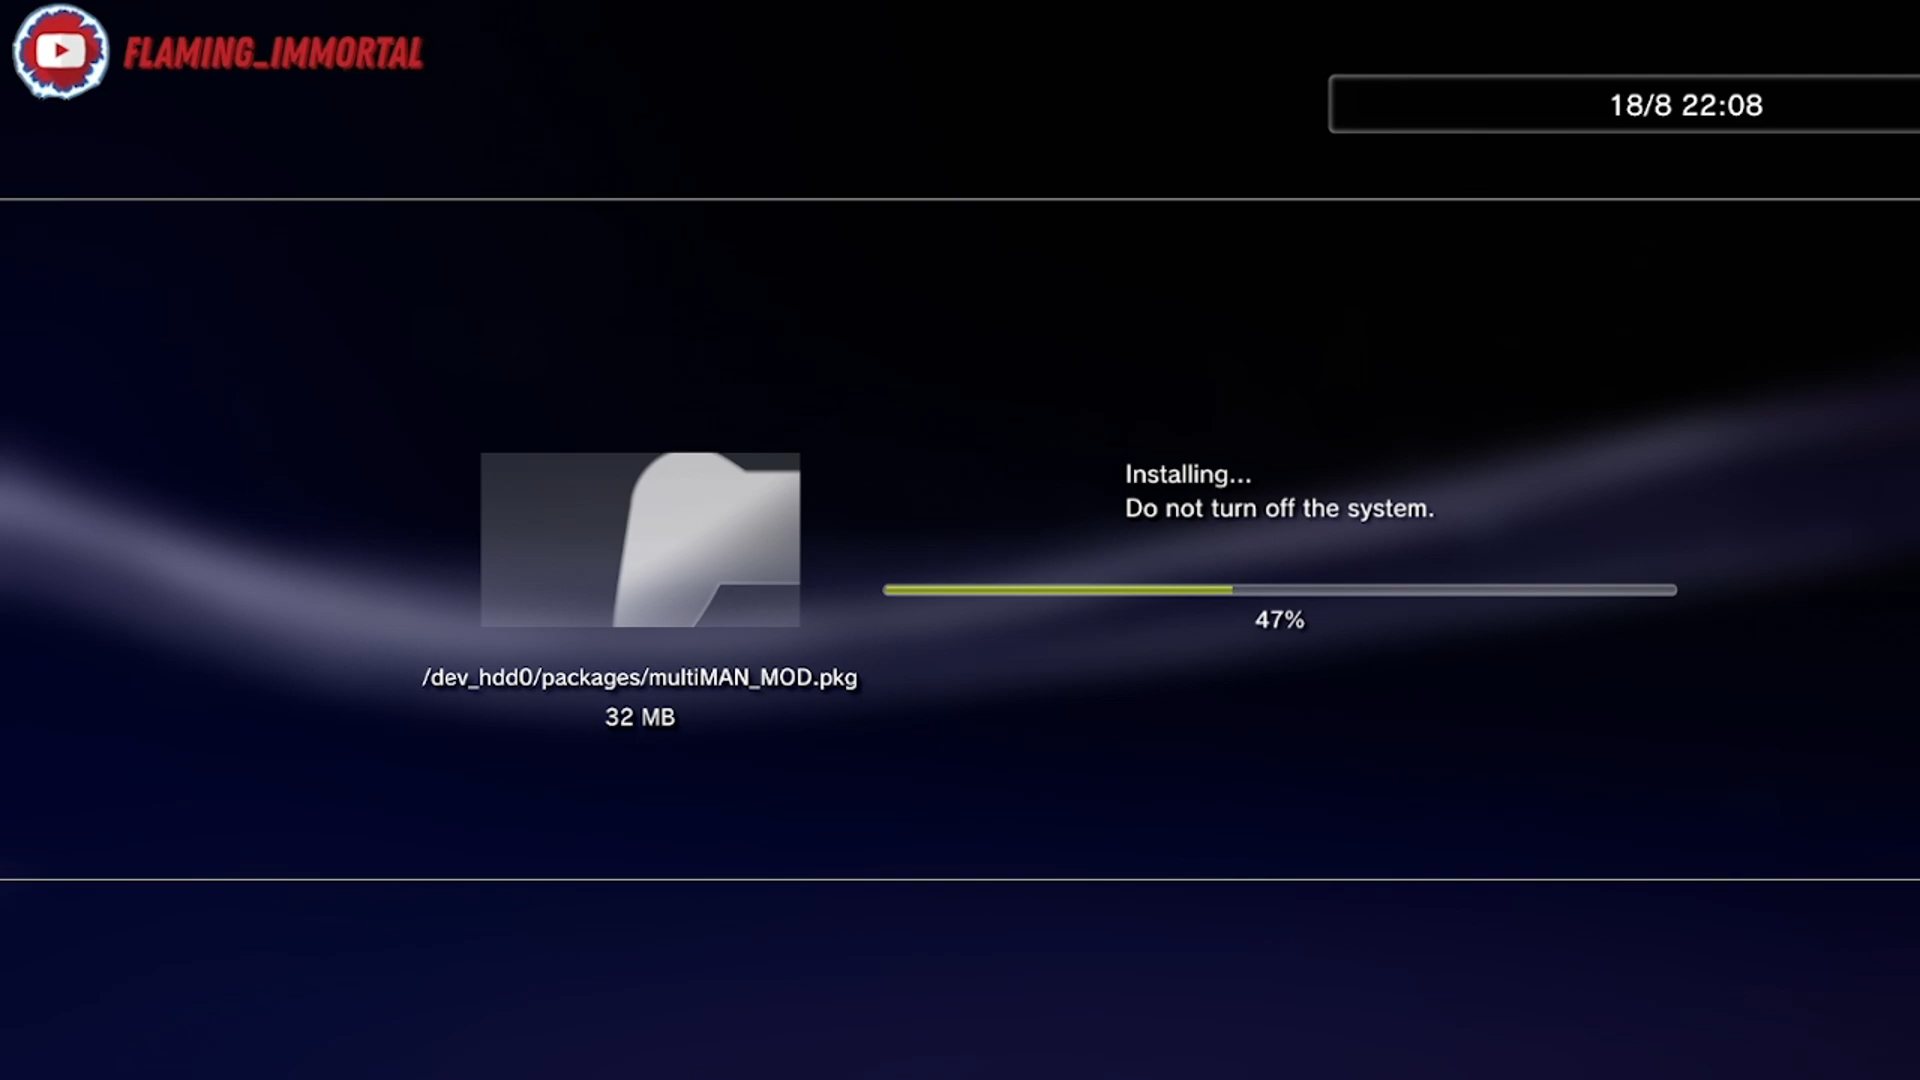 FLAMING_IMMORTAL
18/8 22:08
Installing...
Do not turn off the system.
47%
/dev_hdd0/packages/multiMAN_MOD.pkg
32 MB